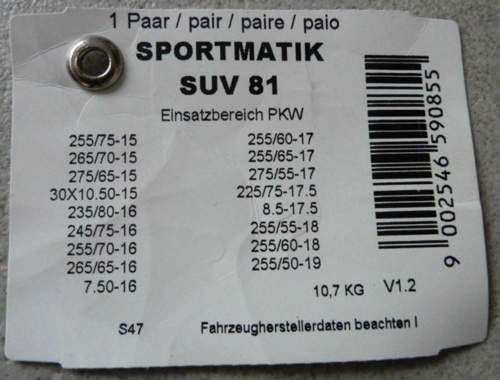 1 Paar / pair / paire / paio
SPORTMATIK
SUV 81
Einsatzbereich PKW
255/75-15
265/70-15
275/65-15
30X10.50-15
235/80-16
245/75-16
255/70-16
265/65-16
7.50-16
255/60-17
255/65-17
275/55-17
225/75-17.5
8.5-17.5
255/55-18
255/60-18
255/50-19
10,7 KG V1.2
S47 Fahrzeugherstellerdaten beachten !
9 002546 590855